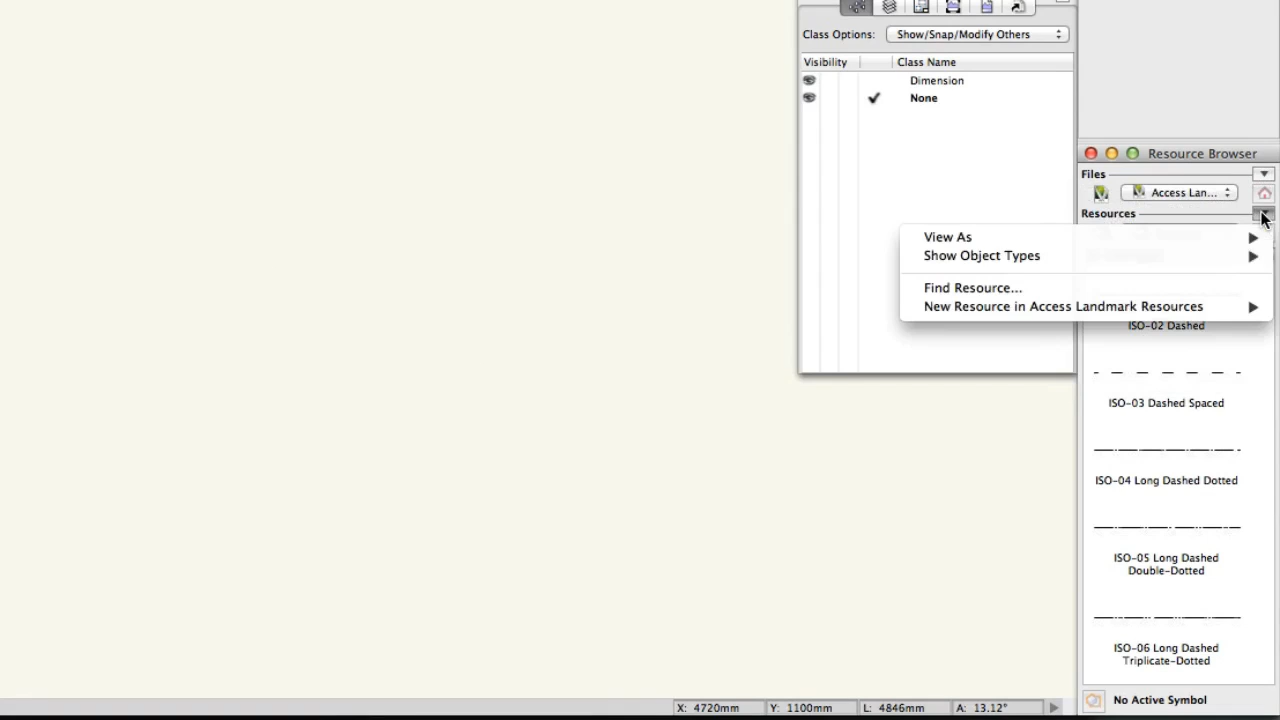 Class Options: Show/Snap/Modify Others
Visibility Class Name
Dimension
None
Resource Browser
Files
Access Lan...
Resources
View As
Show Object Types
Find Resource...
New Resource in Access Landmark Resources
ISO-02 Dashed
ISO-03 Dashed Spaced
ISO-04 Long Dashed Dotted
ISO-05 Long Dashed
Double-Dotted
ISO-06 Long Dashed
Triplicate-Dotted
No Active Symbol
X: 4720mm Y: 1100mm L: 4846mm A: 13.12°